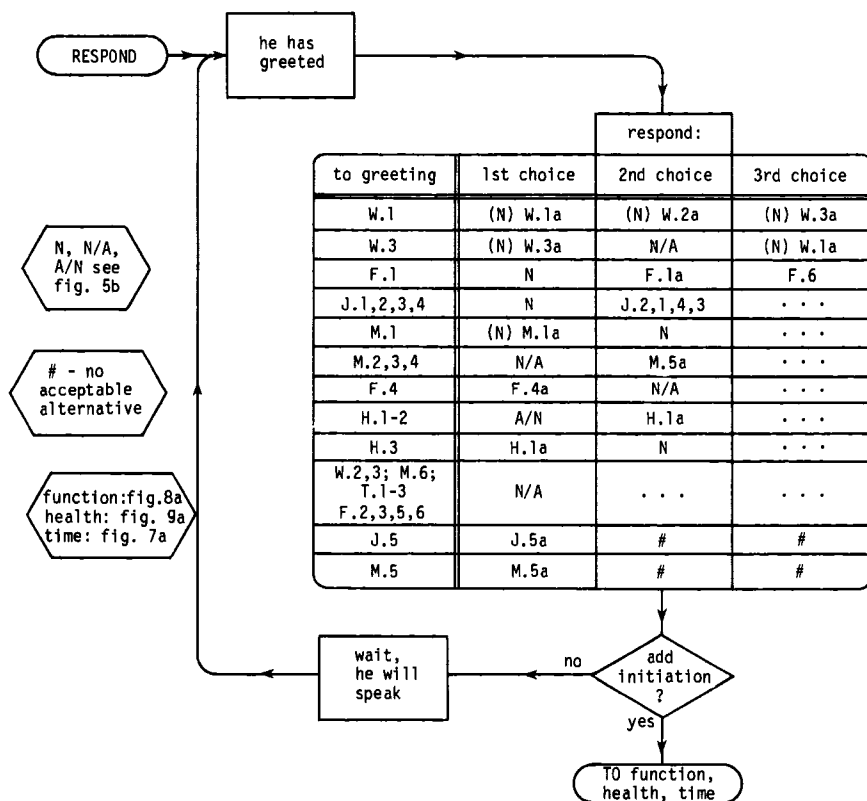 RESPOND
he has
greeted
respond:
to greeting 1st choice 2nd choice 3rd choice
W.1 (N) W.1a (N) W.2a (N) W.3a
W.3 (N) W.3a N/A (N) W.1a
F.1 N F.1a F.6
J.1,2,3,4 N J.2,1,4,3 . . .
M.1 (N) M.1a N . . .
M.2,3,4 N/A M.5a . . .
F.4 F.4a N/A . . .
H.1-2 A/N H.1a . . .
H.3 H.1a N . . .
W.2,3; M.6;
T.1-3 N/A . . . . . .
F.2,3,5,6
J.5 J.5a # #
M.5 M.5a # #
N, N/A,
A/N see
fig. 5b
# - no
acceptable
alternative
function:fig.8a
health: fig. 9a
time: fig. 7a
add
initiation
?
no
yes
wait,
he will
speak
TO function,
health, time